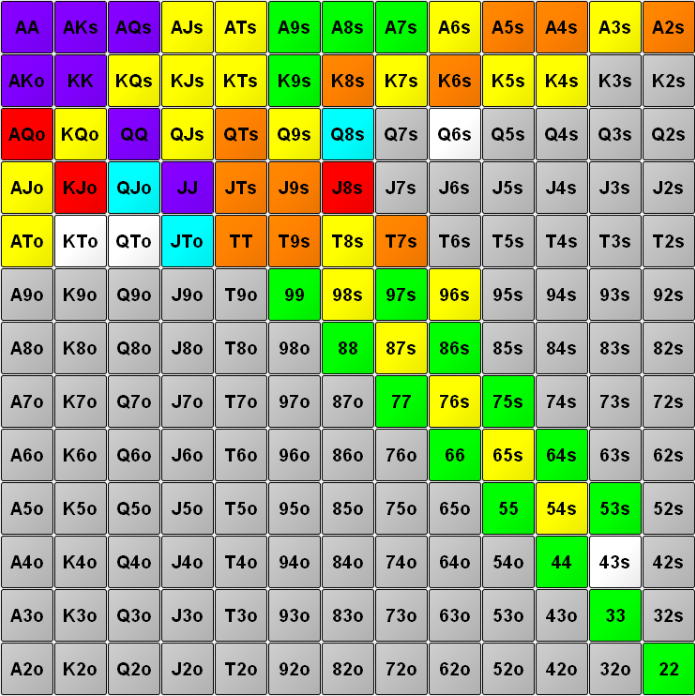 AA AKs AQs AJs ATs A9s A8s A7s A6s A5s A4s A3s A2s
AKo KK KQs KJs KTs K9s K8s K7s K6s K5s K4s K3s K2s
AQo KQo QQ QJs QTs Q9s Q8s Q7s Q6s Q5s Q4s Q3s Q2s
AJo KJo QJo JJ JTs J9s J8s J7s J6s J5s J4s J3s J2s
ATo KTo QTo JTo TT T9s T8s T7s T6s T5s T4s T3s T2s
A9o K9o Q9o J9o T9o 99 98s 97s 96s 95s 94s 93s 92s
A8o K8o Q8o J8o T8o 98o 88 87s 86s 85s 84s 83s 82s
A7o K7o Q7o J7o T7o 97o 87o 77 76s 75s 74s 73s 72s
A6o K6o Q6o J6o T6o 96o 86o 76o 66 65s 64s 63s 62s
A5o K5o Q5o J5o T5o 95o 85o 75o 65o 55 54s 53s 52s
A4o K4o Q4o J4o T4o 94o 84o 74o 64o 54o 44 43s 42s
A3o K3o Q3o J3o T3o 93o 83o 73o 63o 53o 43o 33 32s
A2o K2o Q2o J2o T2o 92o 82o 72o 62o 52o 42o 32o 22